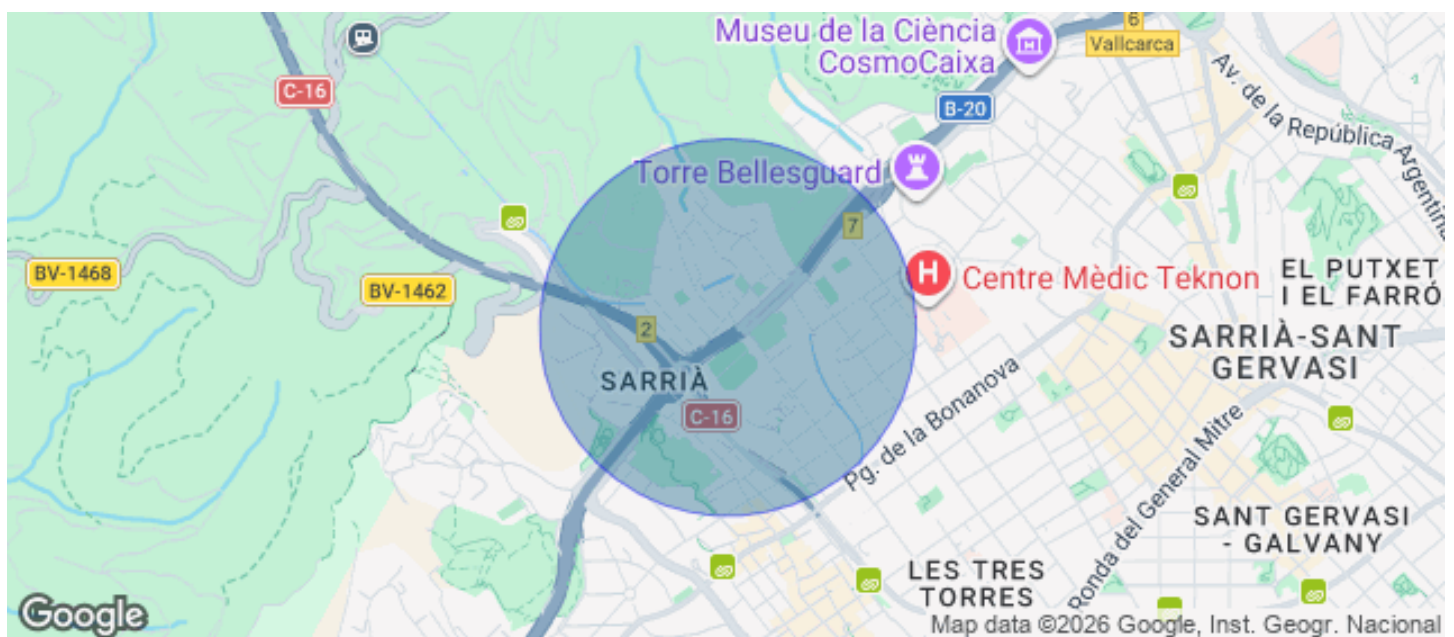 Museu de la Ciència
CosmoCaixa
6
Vallcarca
C-16
B-20
Av. de la República Argentina
Torre Bellesguard
7
BV-1468
BV-1462
H
Centre Mèdic Teknon
EL PUTXET
I EL FARRÓ
2
SARRIÀ-SANT
GERVASI
SARRIÀ
C-16
Pg. de la Bonanova
Ronda del General Mitre
SANT GERVASI
- GALVANY
LES TRES
TORRES
Google
Map data ©2026 Google, Inst. Geogr. Nacional